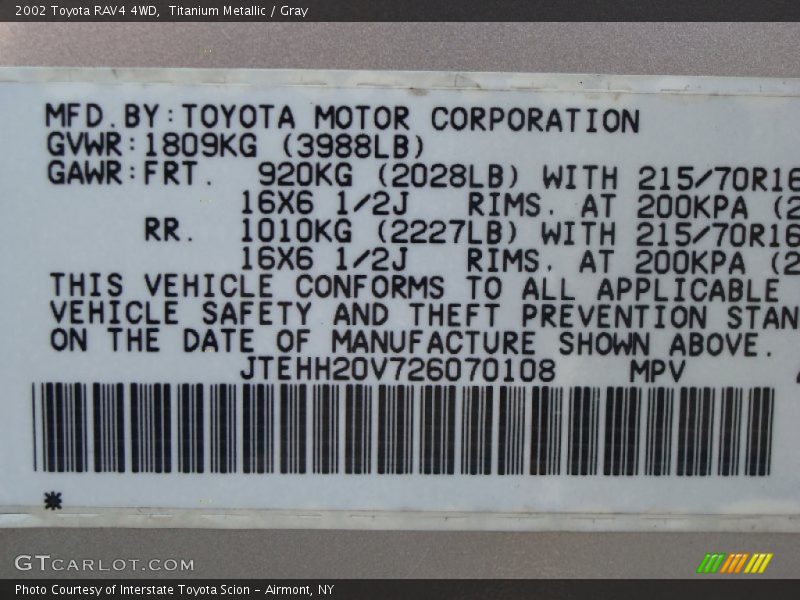 2002 Toyota RAV4 4WD, Titanium Metallic / Gray
MFD.BY:TOYOTA MOTOR CORPORATION
GVWR:1809KG (3988LB)
GAWR:FRT. 920KG (2028LB) WITH 215/70R16
16X6 1/2J RIMS. AT 200KPA (2
RR. 1010KG (2227LB) WITH 215/70R16
16X6 1/2J RIMS. AT 200KPA (2
THIS VEHICLE CONFORMS TO ALL APPLICABLE
VEHICLE SAFETY AND THEFT PREVENTION STAN
ON THE DATE OF MANUFACTURE SHOWN ABOVE.
JTEHH20V726070108 MPV
*
GTCARLOT.COM
Photo Courtesy of Interstate Toyota Scion - Airmont, NY